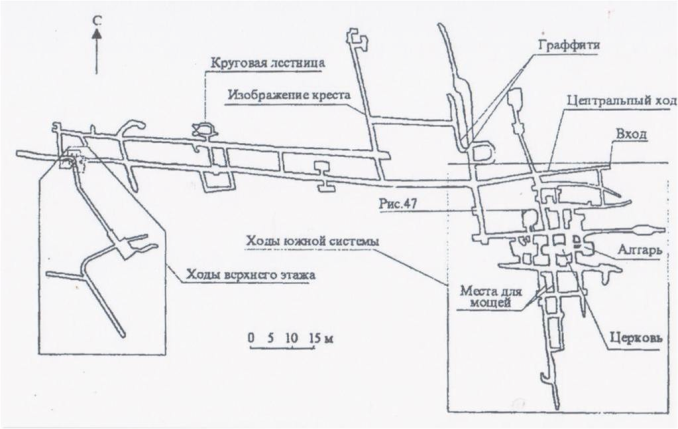 С
Граффити
Круговая лестница
Изображение креста
Центральный ход
Вход
Рис.47
Ходы южной системы
Алтарь
Ходы верхнего этажа
Места для
мощей
0 5 10 15 м
Церковь